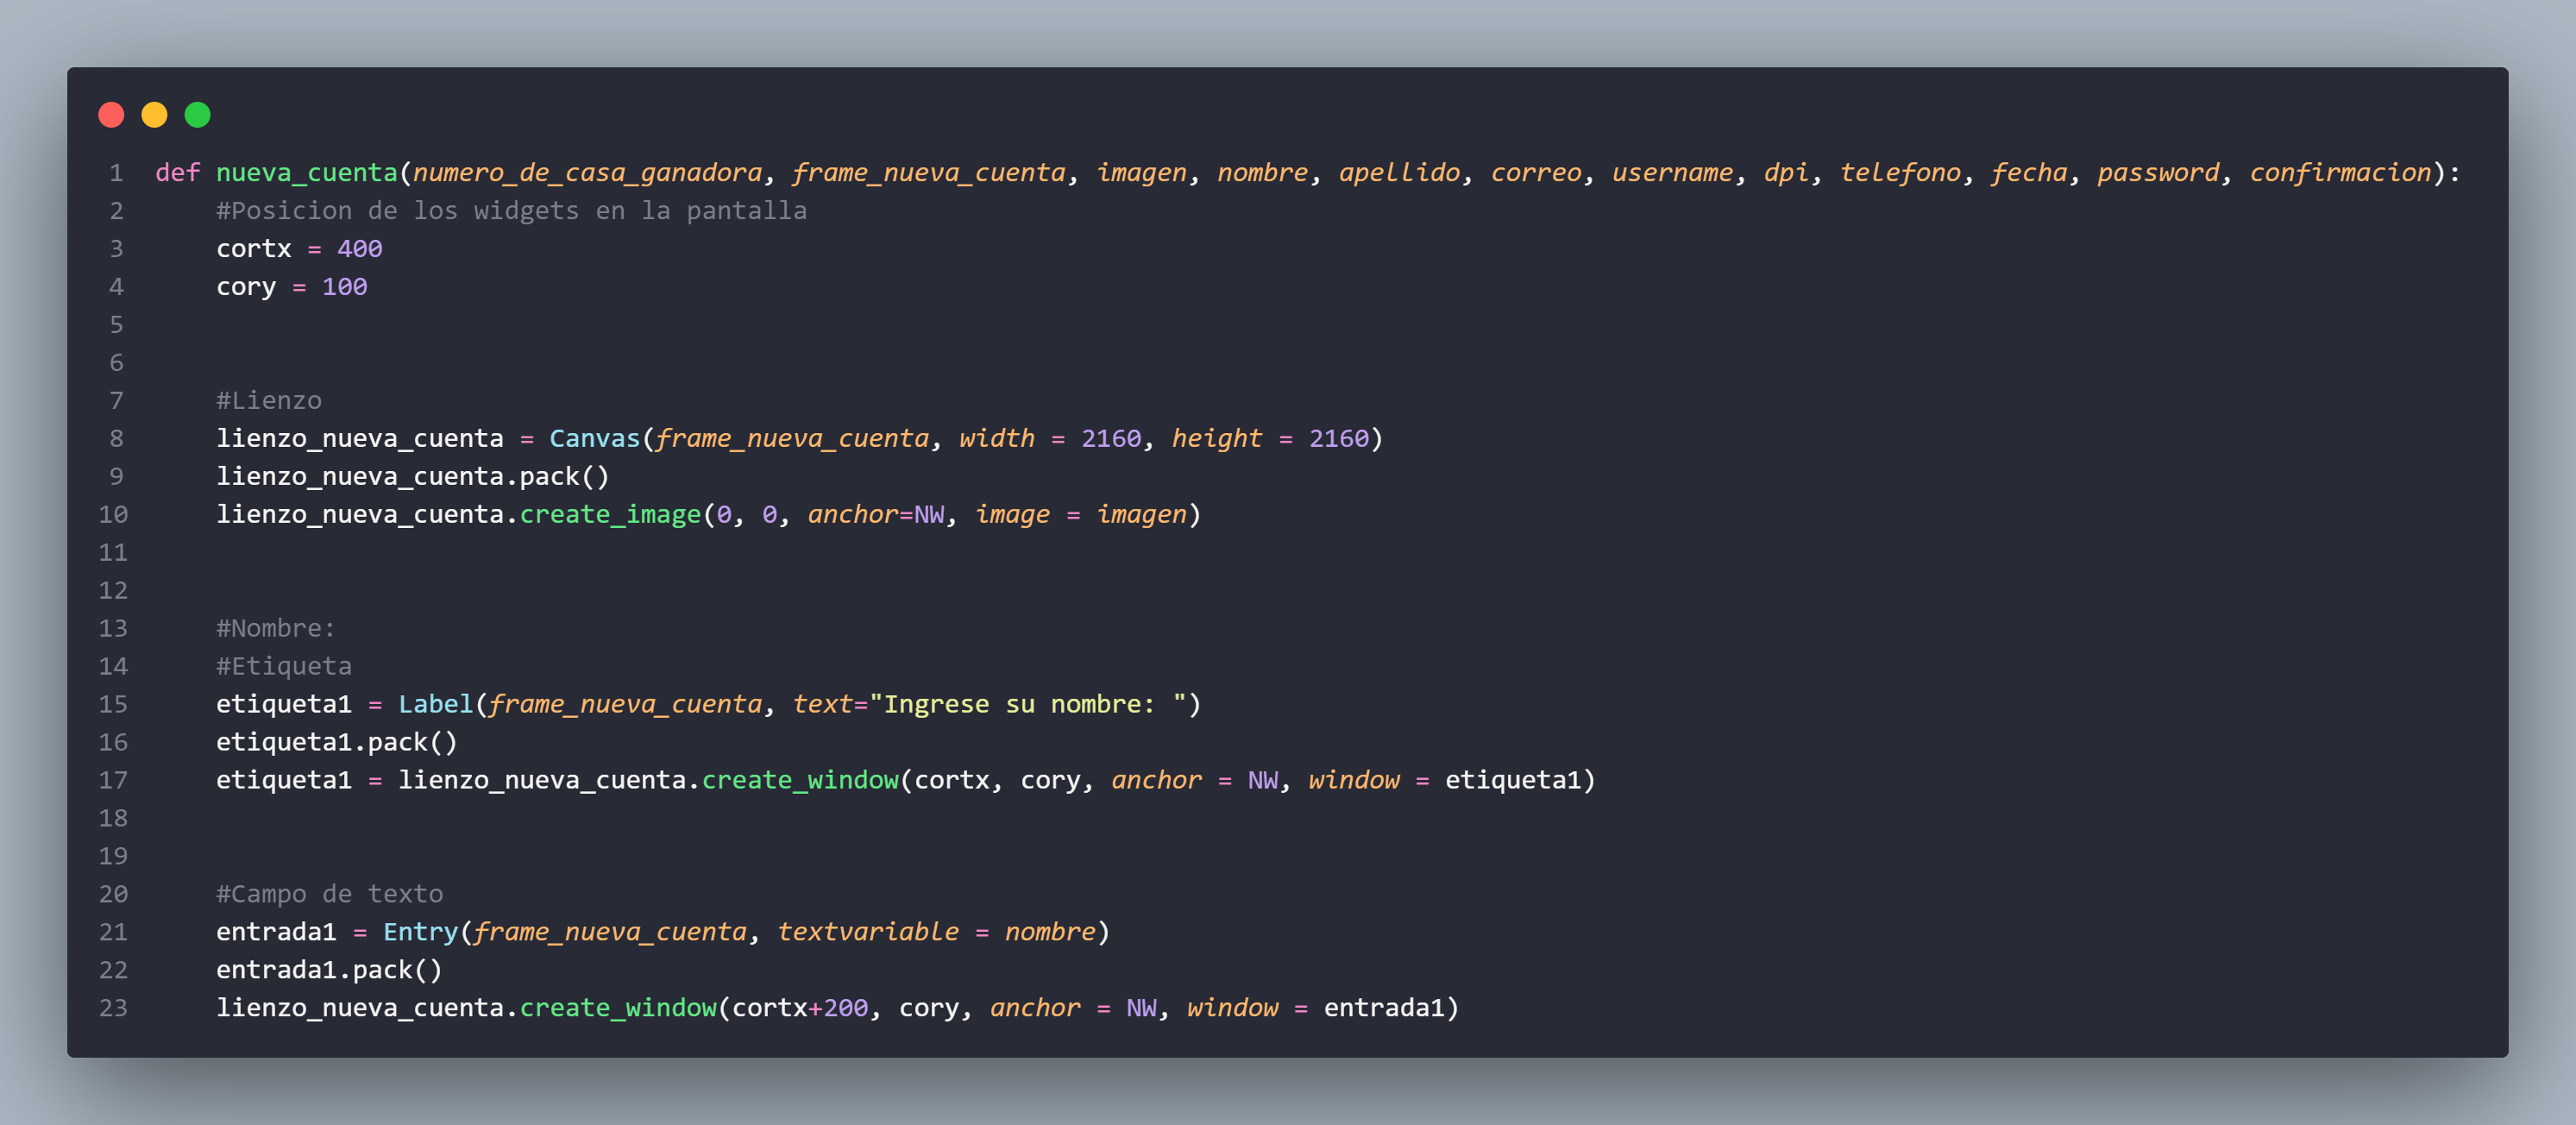 1 def nueva_cuenta(numero_de_casa_ganadora, frame_nueva_cuenta, imagen, nombre, apellido, correo, username, dpi, telefono, fecha, password, confirmacion):
2     #Posicion de los widgets en la pantalla
3     cortx = 400
4     cory = 100
5
6
7     #Lienzo
8     lienzo_nueva_cuenta = Canvas(frame_nueva_cuenta, width = 2160, height = 2160)
9     lienzo_nueva_cuenta.pack()
10     lienzo_nueva_cuenta.create_image(0, 0, anchor=NW, image = imagen)
11
12
13     #Nombre:
14     #Etiqueta
15     etiqueta1 = Label(frame_nueva_cuenta, text="Ingrese su nombre: ")
16     etiqueta1.pack()
17     etiqueta1 = lienzo_nueva_cuenta.create_window(cortx, cory, anchor = NW, window = etiqueta1)
18
19
20     #Campo de texto
21     entrada1 = Entry(frame_nueva_cuenta, textvariable = nombre)
22     entrada1.pack()
23     lienzo_nueva_cuenta.create_window(cortx+200, cory, anchor = NW, window = entrada1)